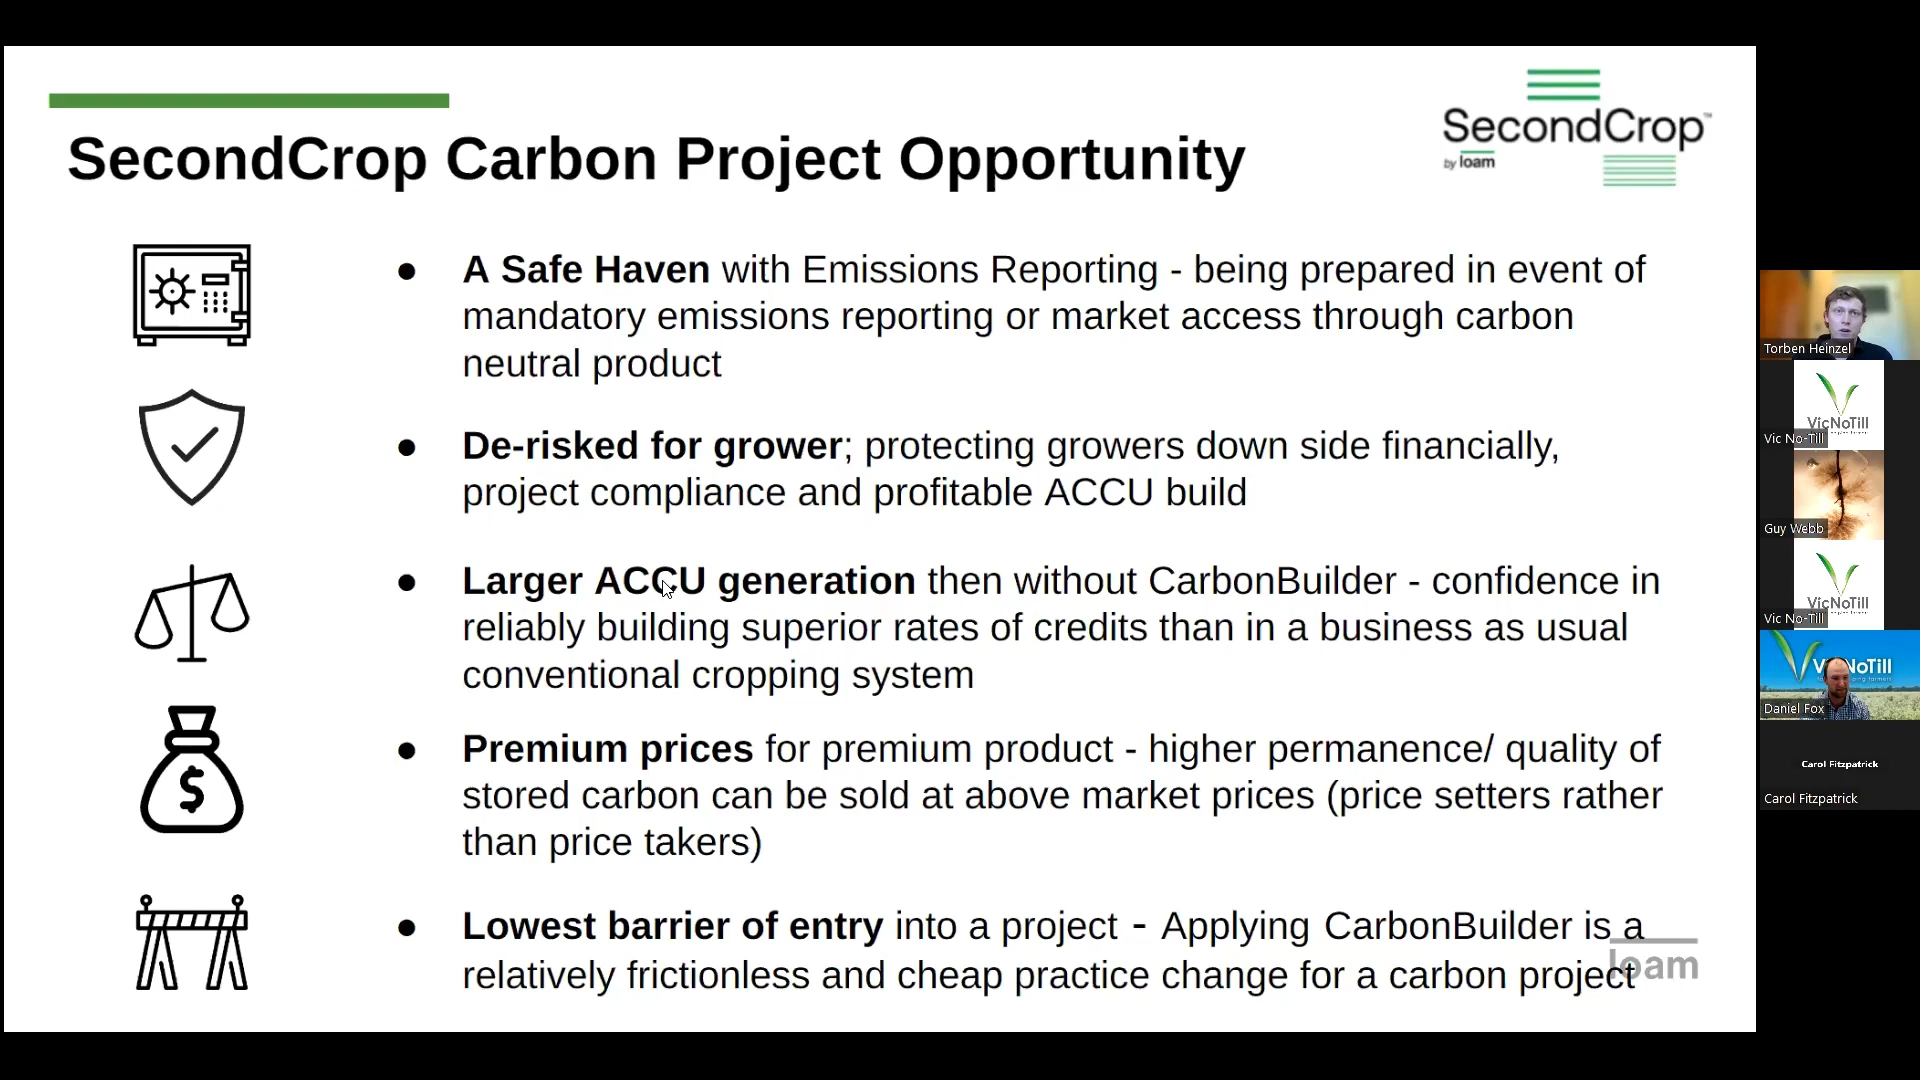 SecondCrop Carbon Project Opportunity
SecondCrop™
by loam
● A Safe Haven with Emissions Reporting - being prepared in event of
mandatory emissions reporting or market access through carbon
neutral product
● De-risked for grower; protecting growers down side financially,
project compliance and profitable ACCU build
● Larger ACCU generation then without CarbonBuilder - confidence in
reliably building superior rates of credits than in a business as usual
conventional cropping system
$
● Premium prices for premium product - higher permanence/ quality of
stored carbon can be sold at above market prices (price setters rather
than price takers)
● Lowest barrier of entry into a project - Applying CarbonBuilder is a
relatively frictionless and cheap practice change for a carbon project
loam
Torben Heinzel
VicNoTill
Vic No-Till
Guy Webb
VicNoTill
Vic No-Till
VicNoTill
Daniel Fox
Carol Fitzpatrick
Carol Fitzpatrick